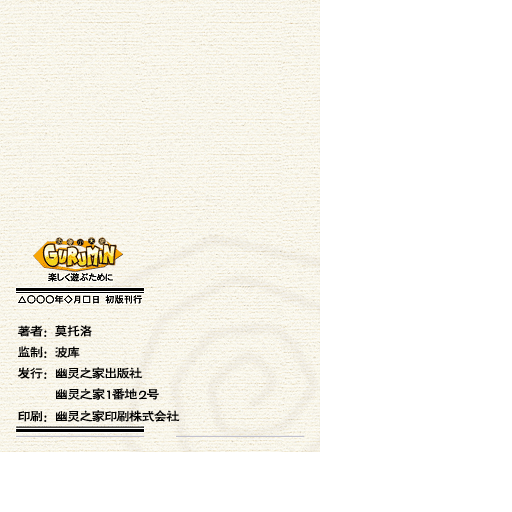 GURUMIN
楽しく遊ぶために
△〇〇〇年◇月口日 初版刊行
著者：莫托洛
监制：波库
发行：幽灵之家出版社
幽灵之家1番地2号
印刷：幽灵之家印刷株式会社